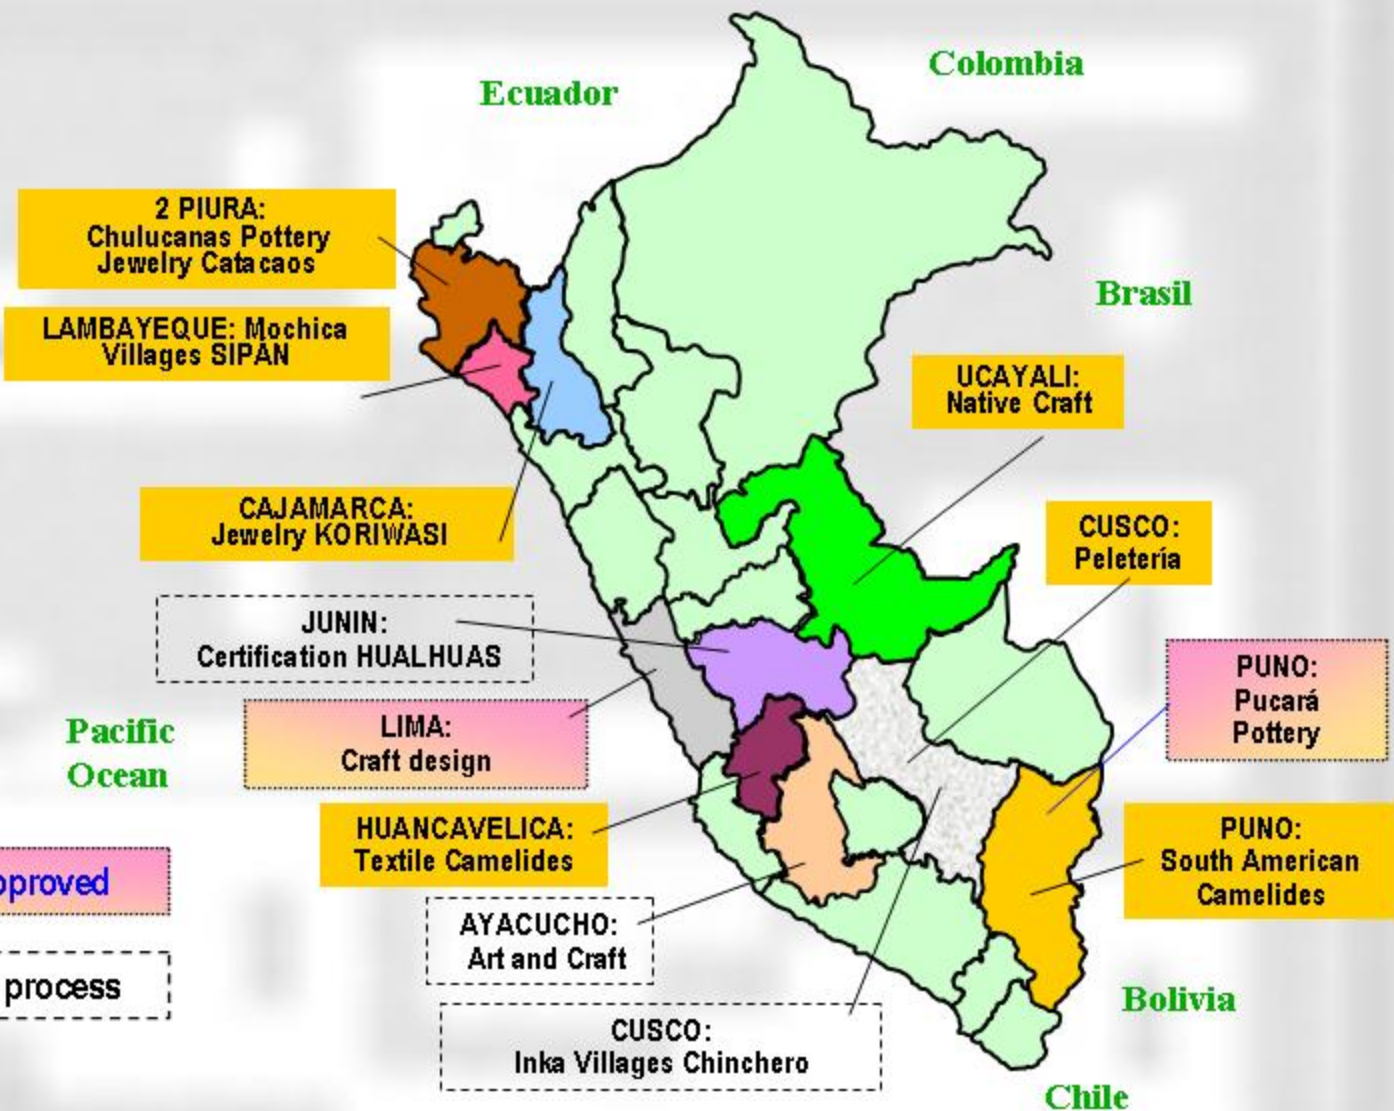 Colombia
Ecuador
2 PIURA:
Chulucanas Pottery
Jewelry Catacaos
Brasil
LAMBAYEQUE: Mochica
Villages SIPÁN
UCAYALI:
Native Craft
CAJAMARCA:
Jewelry KORIWASI
CUSCO:
Peletería
JUNIN:
Certification HUALHUAS
PUNO:
Pucará
Pottery
LIMA:
Craft design
Pacific
Ocean
HUANCAVELICA:
Textile Camelides
PUNO:
South American
Camelides
pproved
AYACUCHO:
Art and Craft
process
Bolivia
CUSCO:
Inka Villages Chinchero
Chile